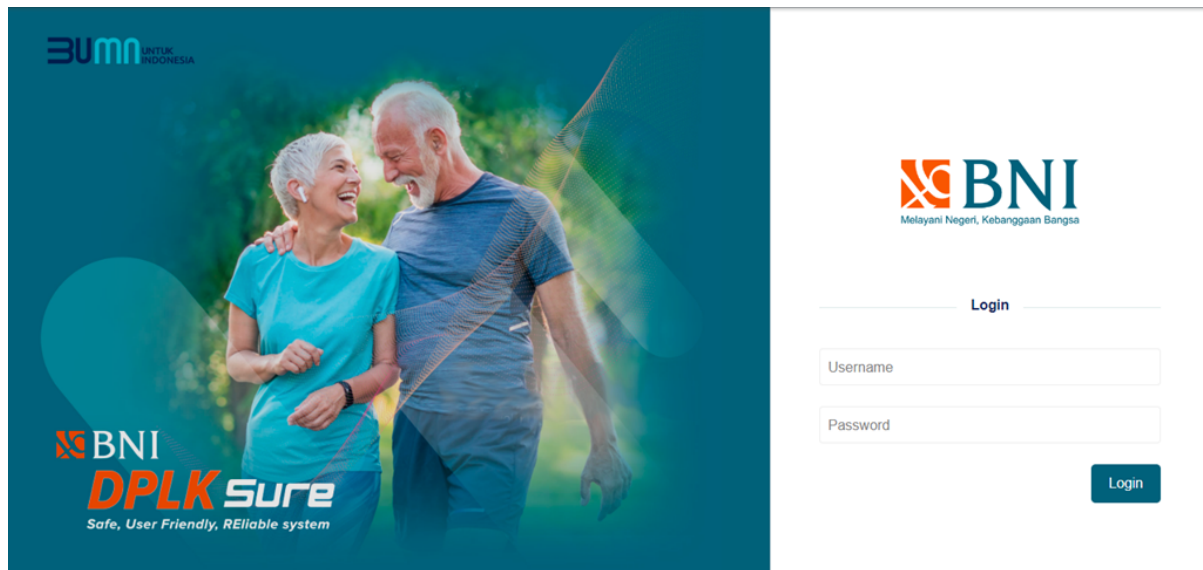 BUMN UNTUK
INDONESIA
BNI
DPLK Sure
Safe, User Friendly, REliable system
BNI
Melayani Negeri, Kebanggaan Bangsa
Login
Username
Password
Login